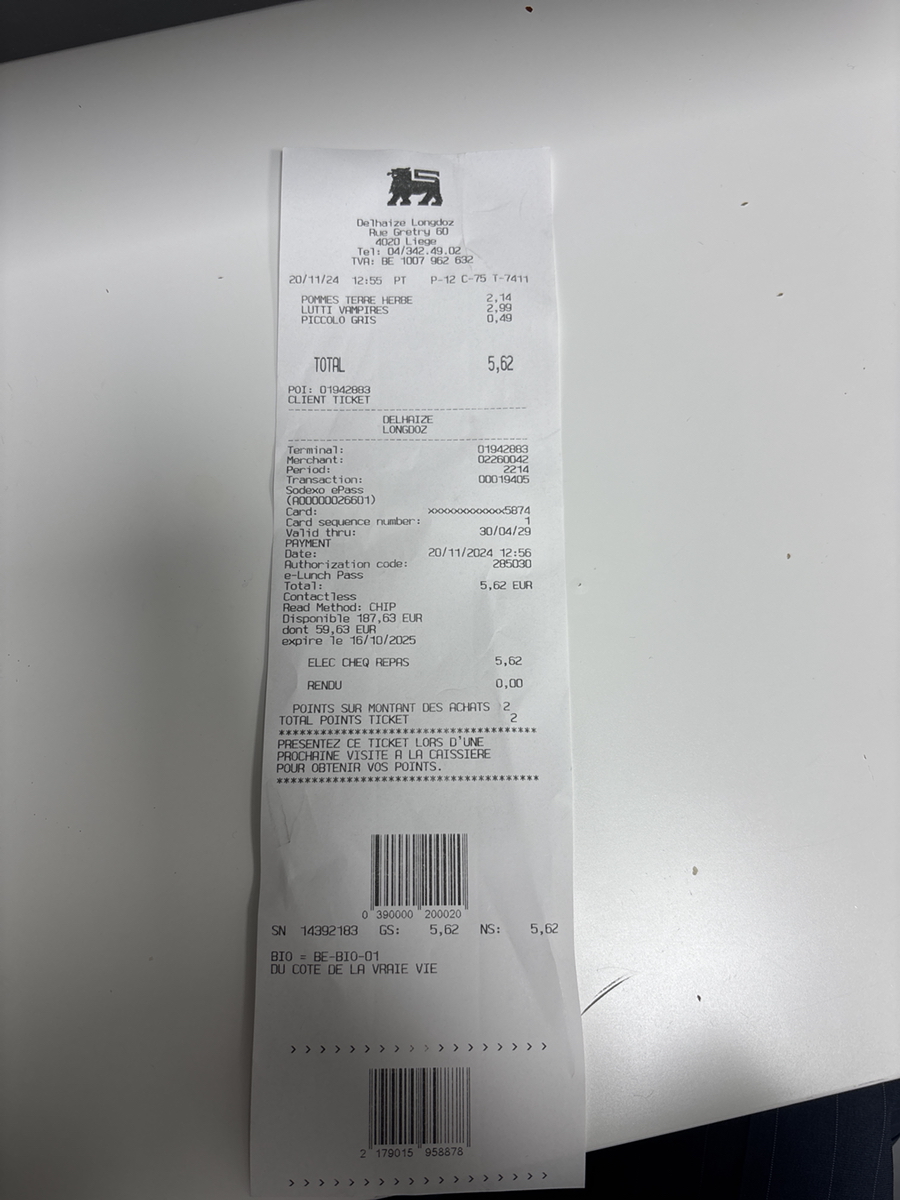 Delhaize Longdoz
Rue Gretry 60
4020 Liege
Tel: 04/342.49.02
TVA: BE 1007 962 632
20/11/24 12:55 PT P-12 C-75 T-7411
POMMES TERRE HERBE 2,14
LUTTI VAMPIRES 2,99
PICCOLO GRIS 0,49
TOTAL 5,62
POI: 01942883
CLIENT TICKET
DELHAIZE
LONGDOZ
Terminal: 01942883
Merchant: 02260042
Period: 2214
Transaction: 00019405
Sodexo ePass
(A0000002６601)
Card: xxxxxxxxxxxx5874
Card sequence number: 1
Valid thru: 30/04/29
PAYMENT
Date: 20/11/2024 12:56
Authorization code: 285030
e-Lunch Pass
Total: 5,62 EUR
Contactless
Read Method: CHIP
Disponible 187,63 EUR
dont 59,63 EUR
expire le 16/10/2025
ELEC CHEQ REPAS 5,62
RENDU 0,00
POINTS SUR MONTANT DES ACHATS 2
TOTAL POINTS TICKET 2
************************************
PRESENTEZ CE TICKET LORS D'UNE
PROCHAINE VISITE A LA CAISSIERE
POUR OBTENIR VOS POINTS.
************************************
0 390000 200020
SN 14392183 GS: 5,62 NS: 5,62
BIO = BE-BIO-01
DU COTE DE LA VRAIE VIE
> > > > > > > > > > > > > > > > > >
2 179015 958878
> > > > > > > > > > > > > > > > > >